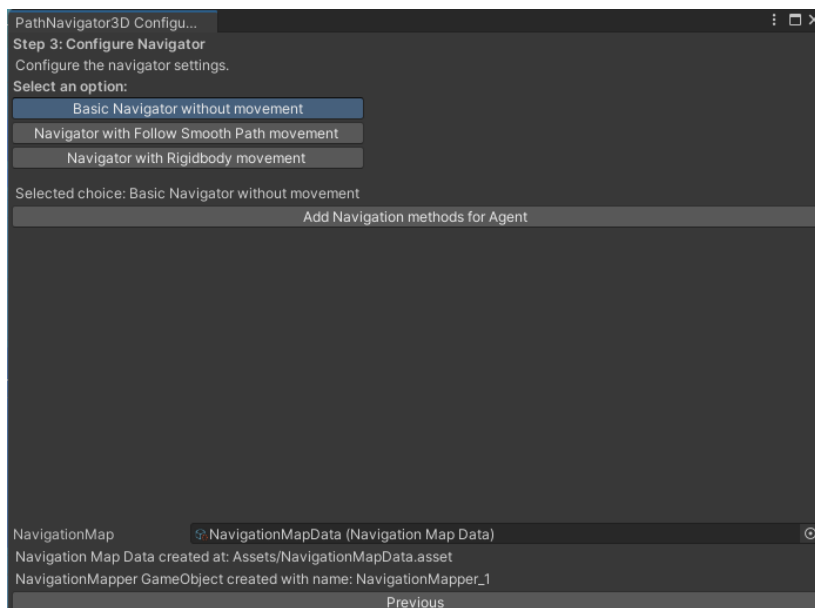 PathNavigator3D Configu...
Step 3: Configure Navigator
Configure the navigator settings.
Select an option:
Basic Navigator without movement
Navigator with Follow Smooth Path movement
Navigator with Rigidbody movement
Selected choice: Basic Navigator without movement
Add Navigation methods for Agent
NavigationMap NavigationMapData (Navigation Map Data)
Navigation Map Data created at: Assets/NavigationMapData.asset
NavigationMapper GameObject created with name: NavigationMapper_1
Previous